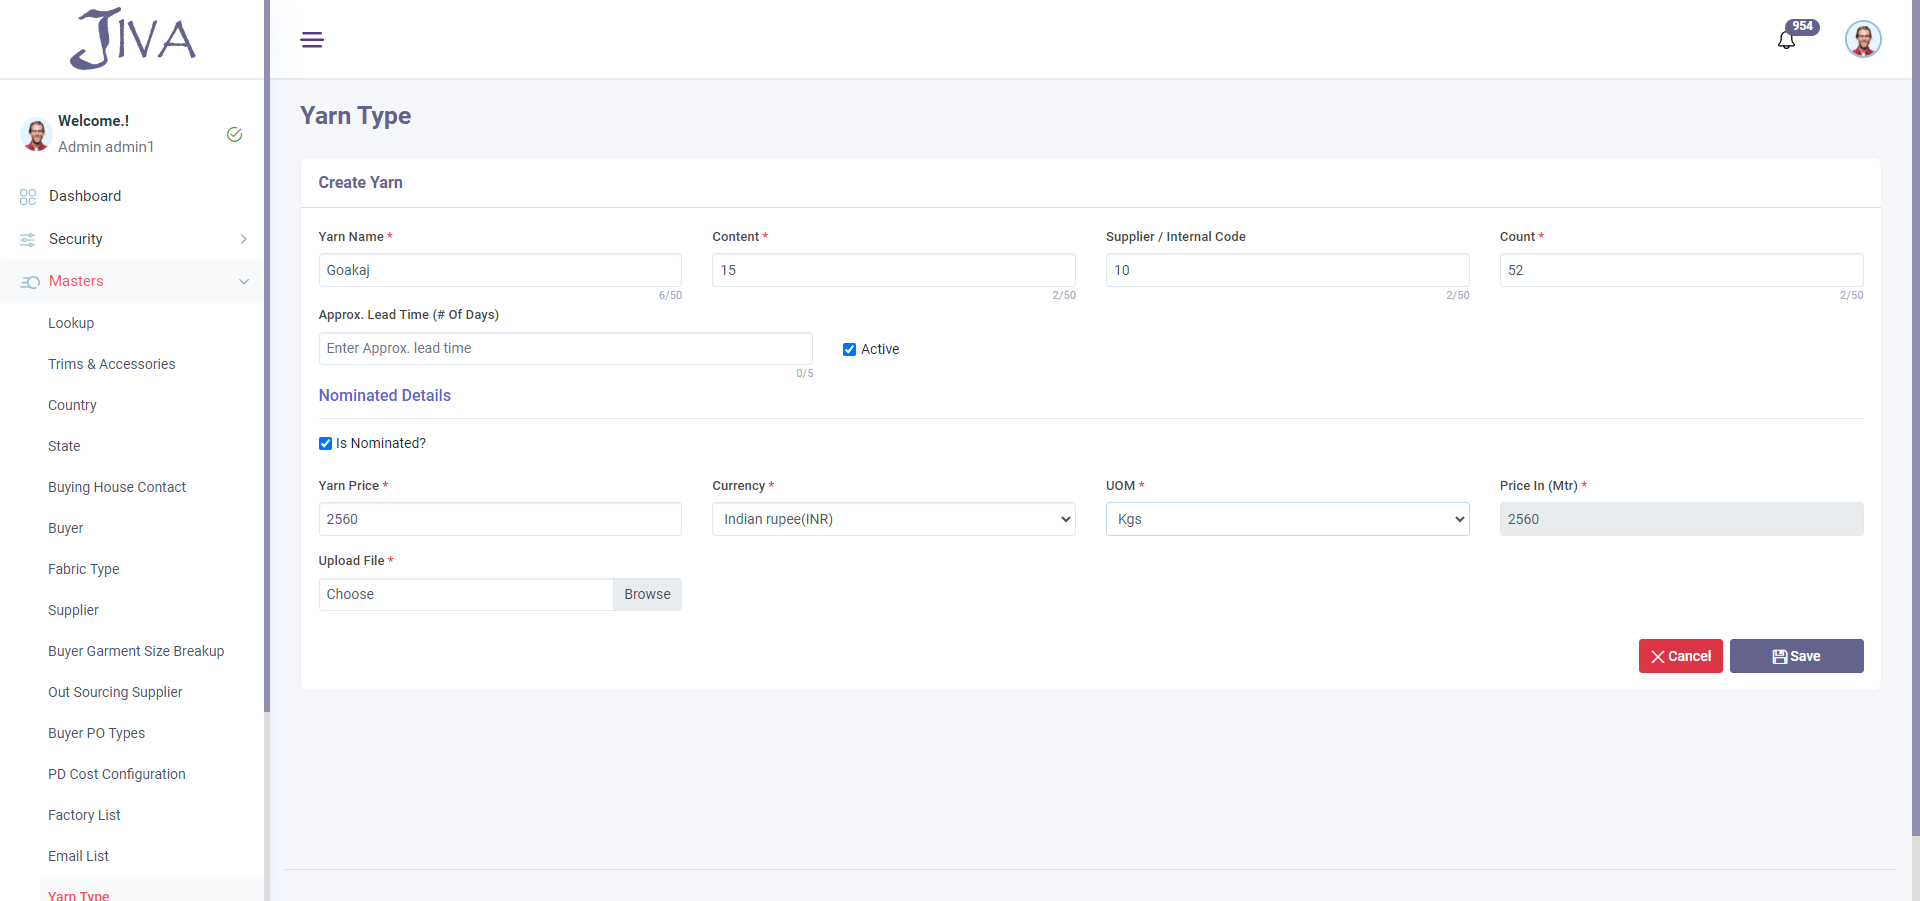 JIVA
954
Welcome.!
Admin admin1
Dashboard
Security
Masters
Lookup
Trims & Accessories
Country
State
Buying House Contact
Buyer
Fabric Type
Supplier
Buyer Garment Size Breakup
Out Sourcing Supplier
Buyer PO Types
PD Cost Configuration
Factory List
Email List
Yarn Type
Yarn Type
Create Yarn
Yarn Name * Content * Supplier / Internal Code Count *
Goakaj 15 10 52
6/50 2/50 2/50 2/50
Approx. Lead Time (# Of Days)
Enter Approx. lead time Active
0/5
Nominated Details
Is Nominated?
Yarn Price * Currency * UOM * Price In (Mtr) *
2560 Indian rupee(INR) Kgs 2560
Upload File *
Choose Browse
Cancel Save